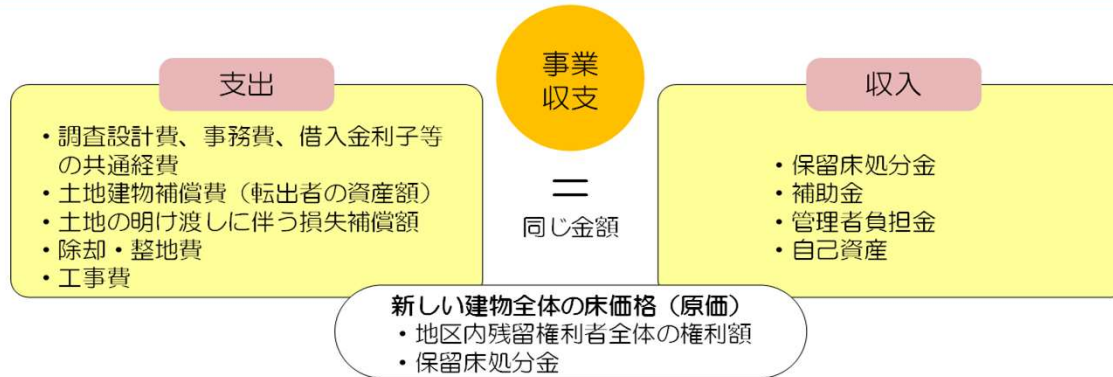 支出
・調査設計費、事務費、借入金利子等
の共通経費
・土地建物補償費（転出者の資産額）
・土地の明け渡しに伴う損失補償額
・除却・整地費
・工事費
事業
収支
＝
同じ金額
収入
・保留床処分金
・補助金
・管理者負担金
・自己資産
新しい建物全体の床価格（原価）
・地区内残留権利者全体の権利額
・保留床処分金